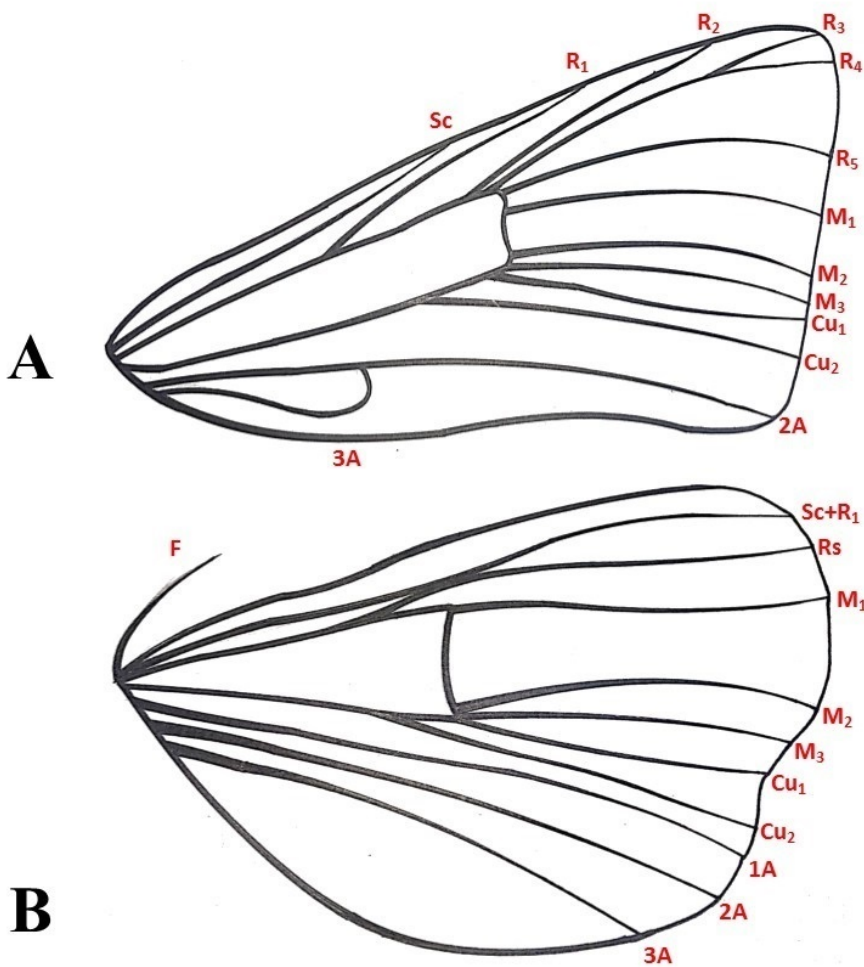 Sc
R₁
R₂
R₃
R₄
R₅
M₁
M₂
M₃
Cu₁
Cu₂
2A
3A
A
F
Sc+R₁
Rs
M₁
M₂
M₃
Cu₁
Cu₂
1A
2A
3A
B